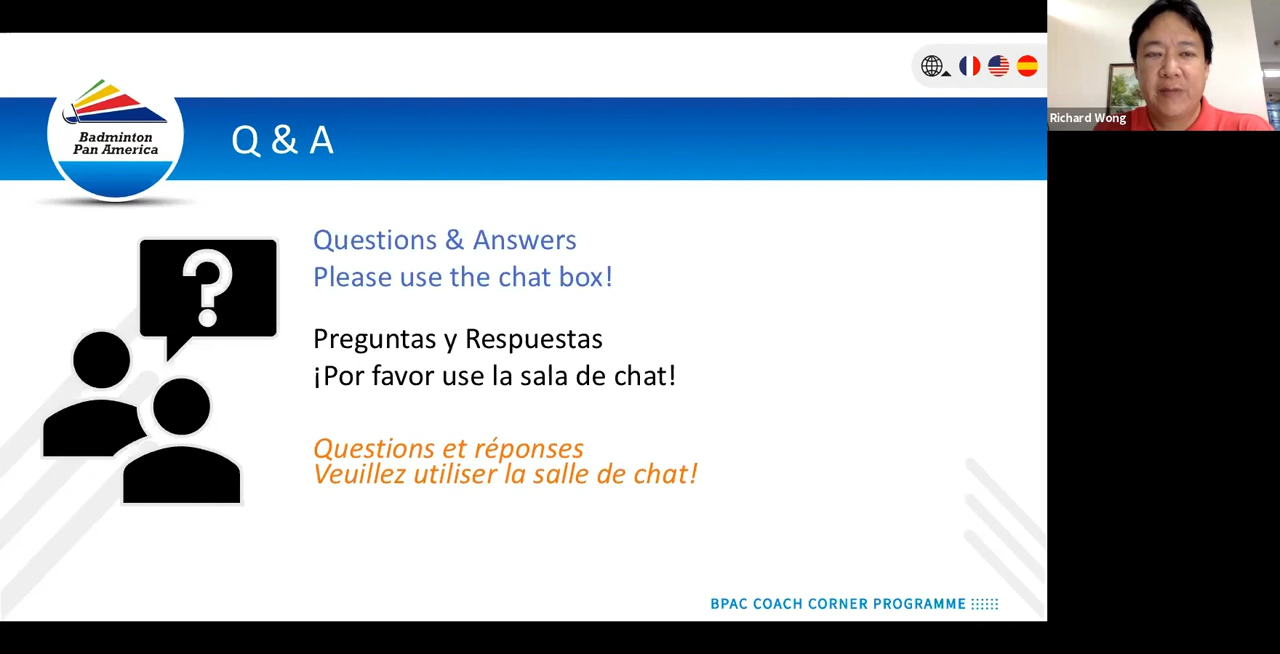 Badminton
Pan America
Q & A
Richard Wong
Questions & Answers
Please use the chat box!
Preguntas y Respuestas
¡Por favor use la sala de chat!
Questions et réponses
Veuillez utiliser la salle de chat!
BPAC COACH CORNER PROGRAMME